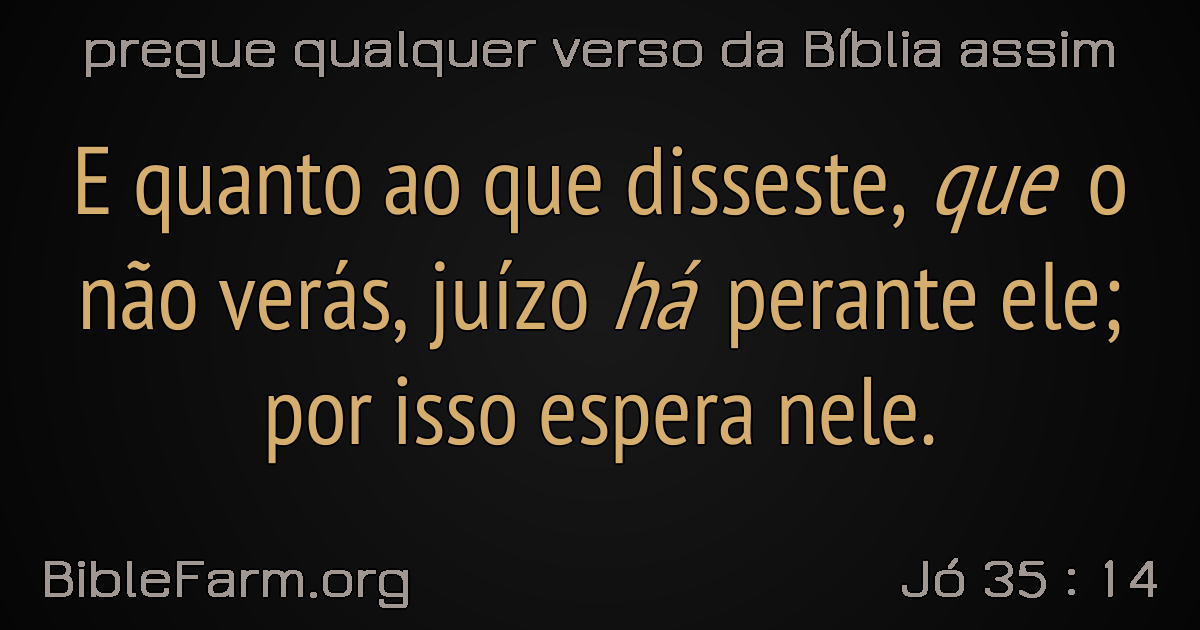 pregue qualquer verso da Bíblia assim
E quanto ao que disseste, que o
não verás, juízo há perante ele;
por isso espera nele.
BibleFarm.org
Jó 35 : 14